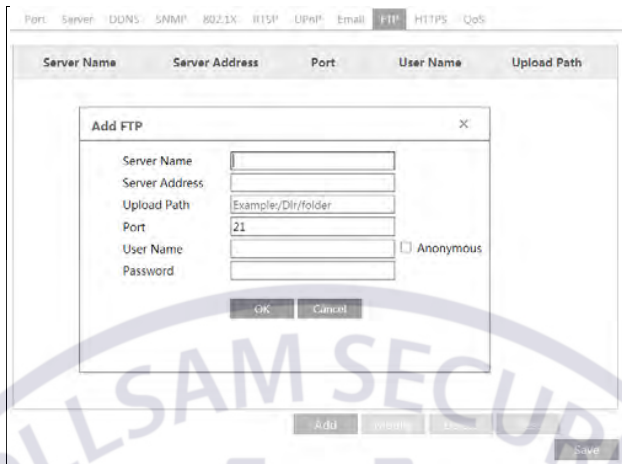 Port Server DDNS SNMP 802.1X RTSP UPnP Email FTP HTTPS QoS
Server Name Server Address Port User Name Upload Path
Add FTP ×
Server Name
Server Address
Upload Path Example:/Dir/folder
Port 21
User Name Anonymous
Password
OK Cancel
LLSAM SECUR
Add
Save